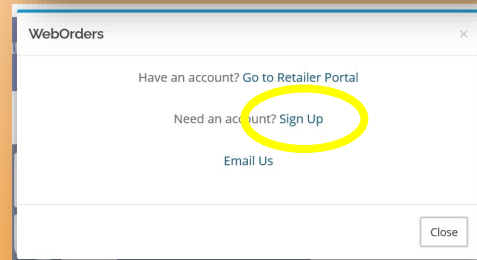 WebOrders ×
Have an account? Go to Retailer Portal
Need an account? Sign Up
Email Us
Close